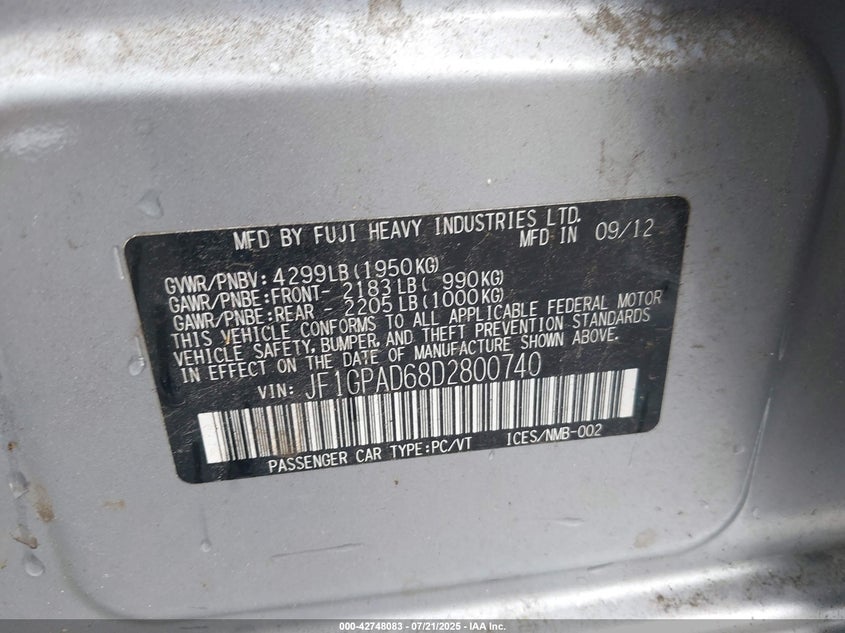 MFD BY FUJI HEAVY INDUSTRIES LTD.
MFD IN 09/12
GVWR/PNBV: 4299LB(1950KG)
GAWR/PNBE:FRONT- 2183LB( 990KG)
GAWR/PNBE:REAR - 2205LB(1000KG)
THIS VEHICLE CONFORMS TO ALL APPLICABLE FEDERAL MOTOR
VEHICLE SAFETY, BUMPER, AND THEFT PREVENTION STANDARDS
IN EFFECT ON THE DATE OF MANUFACTURE SHOWN ABOVE.
VIN: JF1GPAD68D2800740
PASSENGER CAR TYPE:PC/VT ICES/NMB-002
000-42748083 - 07/21/2025 - IAA Inc.